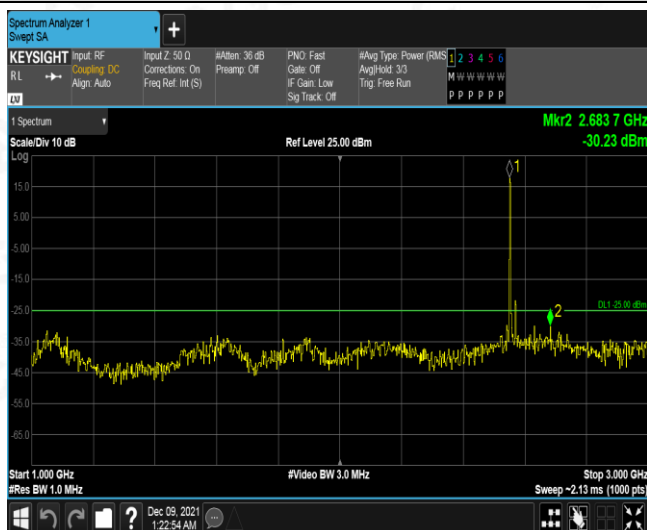 Spectrum Analyzer 1
Swept SA
+
KEYSIGHT
RL
LXI
Input: RF
Coupling: DC
Align: Auto
Input Z: 50 Ω
Corrections: On
Freq Ref: Int (S)
#Atten: 36 dB
Preamp: Off
PNO: Fast
Gate: Off
IF Gain: Low
Sig Track: Off
#Avg Type: Power (RMS
Avg|Hold: 3/3
Trig: Free Run
1 2 3 4 5 6
M W W W W W
P P P P P P
1 Spectrum
Scale/Div 10 dB
Ref Level 25.00 dBm
Mkr2 2.683 7 GHz
-30.23 dBm
Log
1
15.0
5.00
-5.00
-15.0
-25.0
DL1 -25.00 dBm
2
-35.0
-45.0
-55.0
-65.0
Start 1.000 GHz
#Video BW 3.0 MHz
Stop 3.000 GHz
#Res BW 1.0 MHz
Sweep ~2.13 ms (1000 pts)
?
Dec 09, 2021
1:22:54 AM